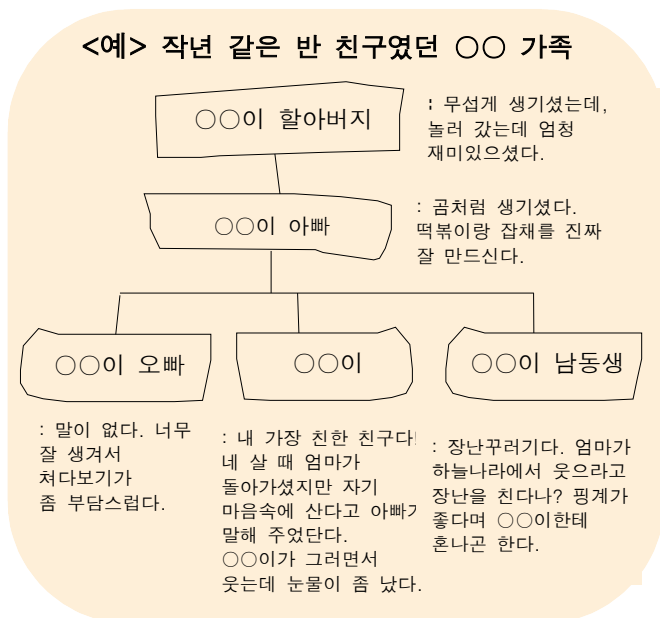 <예> 작년 같은 반 친구였던 ○○ 가족
○○이 할아버지
: 무섭게 생기셨는데,
놀러 갔는데 엄청
재미있으셨다.
○○이 아빠
: 곰처럼 생기셨다.
떡볶이랑 잡채를 진짜
잘 만드신다.
○○이 오빠
○○이
○○이 남동생
: 말이 없다. 너무
잘 생겨서
쳐다보기가
좀 부담스럽다.
: 내 가장 친한 친구다!
네 살 때 엄마가
돌아가셨지만 자기
마음속에 산다고 아빠가
말해 주었단다.
○○이가 그러면서
웃는데 눈물이 좀 났다.
: 장난꾸러기다. 엄마가
하늘나라에서 웃으라고
장난을 친다나? 핑계가
좋다며 ○○이한테
혼나곤 한다.